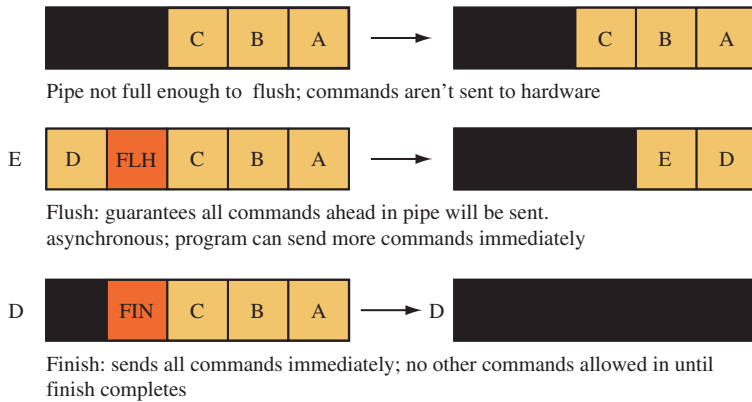 C B A C B A
Pipe not full enough to flush; commands aren't sent to hardware
E D FLH C B A E D
Flush: guarantees all commands ahead in pipe will be sent.
asynchronous; program can send more commands immediately
D FIN C B A D
Finish: sends all commands immediately; no other commands allowed in until
finish completes